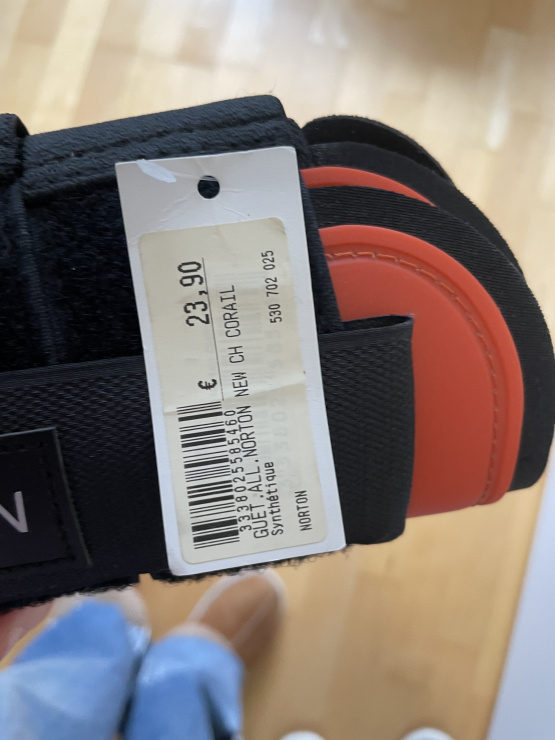 € 23,90
3338025585460
GUET.ALL.NORTON NEW CH CORAIL
Synthétique
530 702 025
NORTON